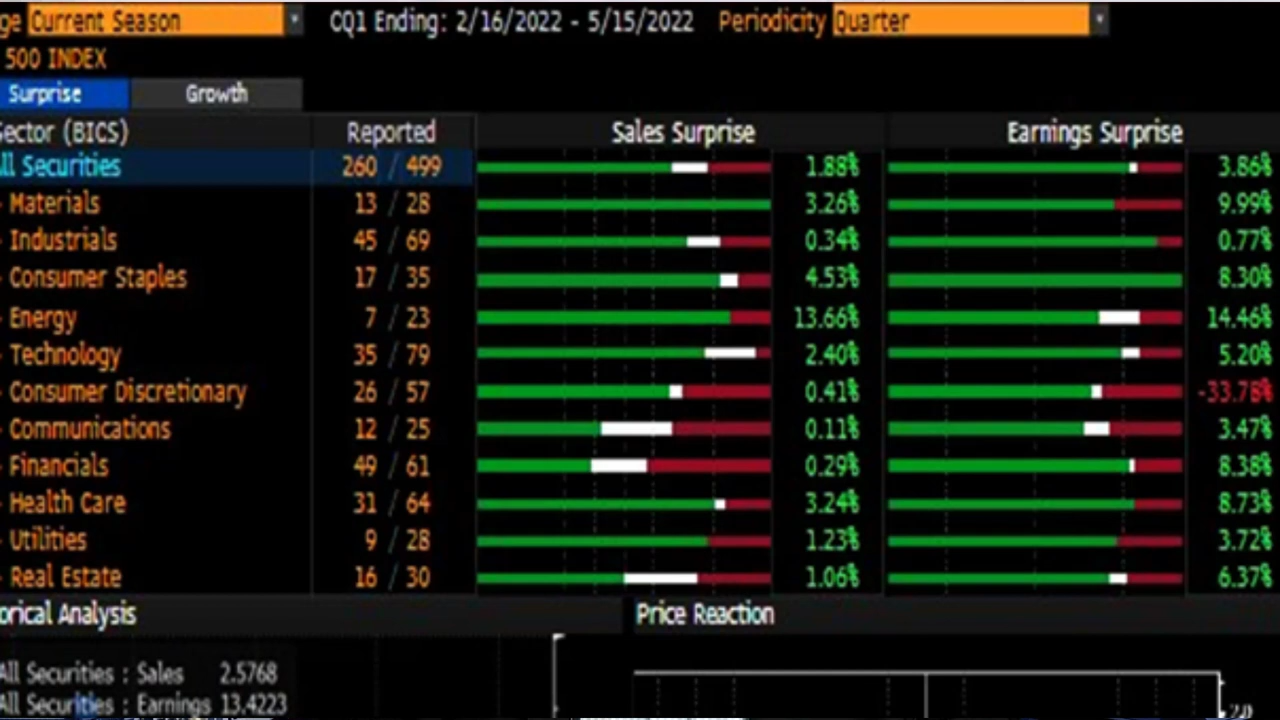 ge Current Season CQ1 Ending: 2/16/2022 - 5/15/2022 Periodicity Quarter
500 INDEX
Surprise Growth
Sector (BICS) Reported Sales Surprise Earnings Surprise
ll Securities 260 / 499 1.88% 3.86%
- Materials 13 / 28 3.26% 9.99%
- Industrials 45 / 69 0.34% 0.77%
- Consumer Staples 17 / 35 4.53% 8.30%
- Energy 7 / 23 13.66% 14.46%
- Technology 35 / 79 2.40% 5.20%
- Consumer Discretionary 26 / 57 0.41% -33.78%
- Communications 12 / 25 0.11% 3.47%
- Financials 49 / 61 0.29% 8.38%
- Health Care 31 / 64 3.24% 8.73%
- Utilities 9 / 28 1.23% 3.72%
- Real Estate 16 / 30 1.06% 6.37%
orical Analysis Price Reaction
All Securities : Sales 2.5768
All Securities : Earnings 13.4223
20